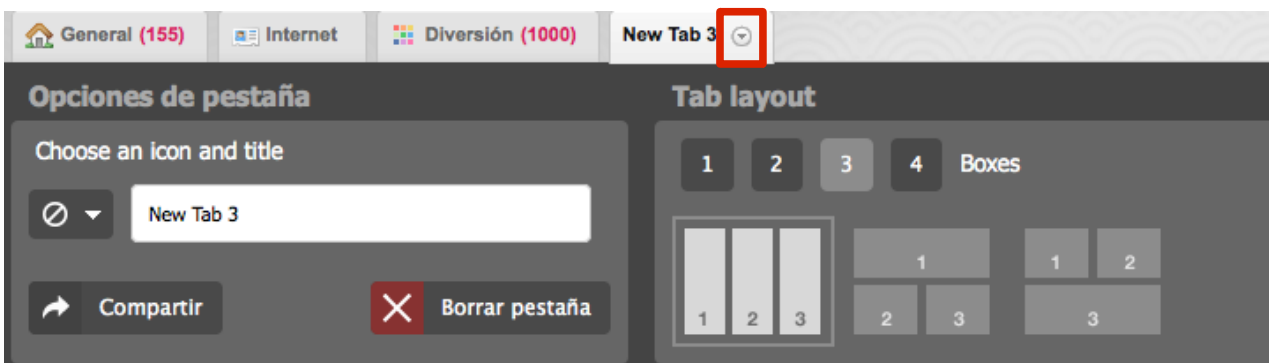 General (155) Internet Diversión (1000) New Tab 3
Opciones de pestaña
Choose an icon and title
New Tab 3
Compartir Borrar pestaña
Tab layout
1 2 3 4 Boxes
1 2 3
1
2 3
1 2
3